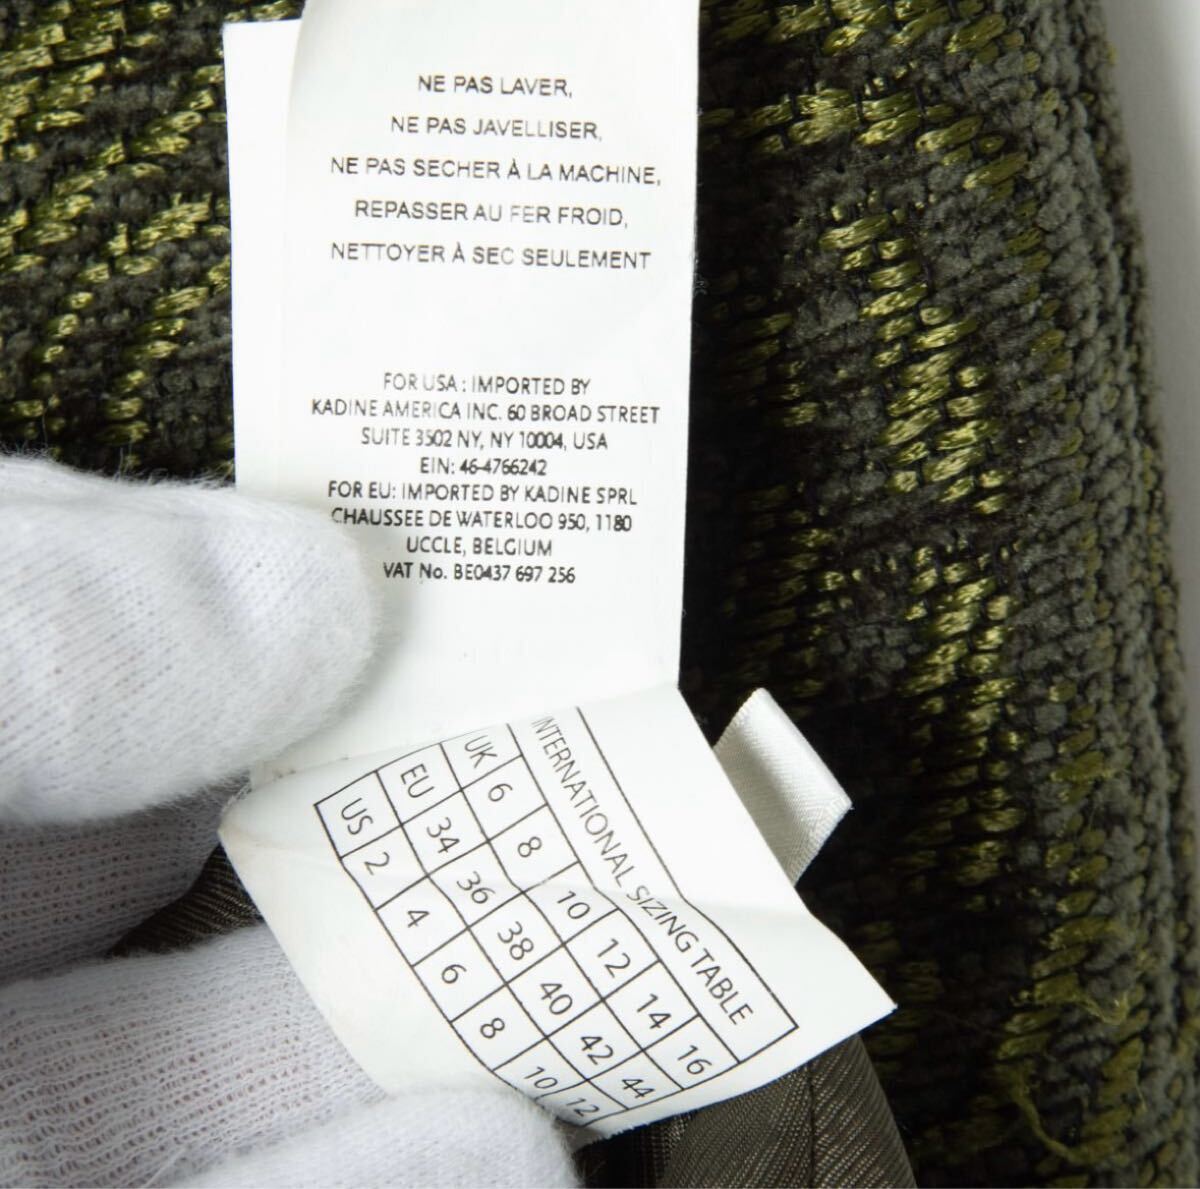 NE PAS LAVER,
NE PAS JAVELLISER,
NE PAS SECHER À LA MACHINE,
REPASSER AU FER FROID,
NETTOYER À SEC SEULEMENT
FOR USA : IMPORTED BY
KADINE AMERICA INC. 60 BROAD STREET
SUITE 3502 NY, NY 10004, USA
EIN: 46-4766242
FOR EU: IMPORTED BY KADINE SPRL
CHAUSSEE DE WATERLOO 950, 1180
UCCLE, BELGIUM
VAT No. BE0437 697 256
INTERNATIONAL SIZING TABLE
UK 6 8 10 12 14 16
EU 34 36 38 40 42 44
US 2 4 6 8 10 12